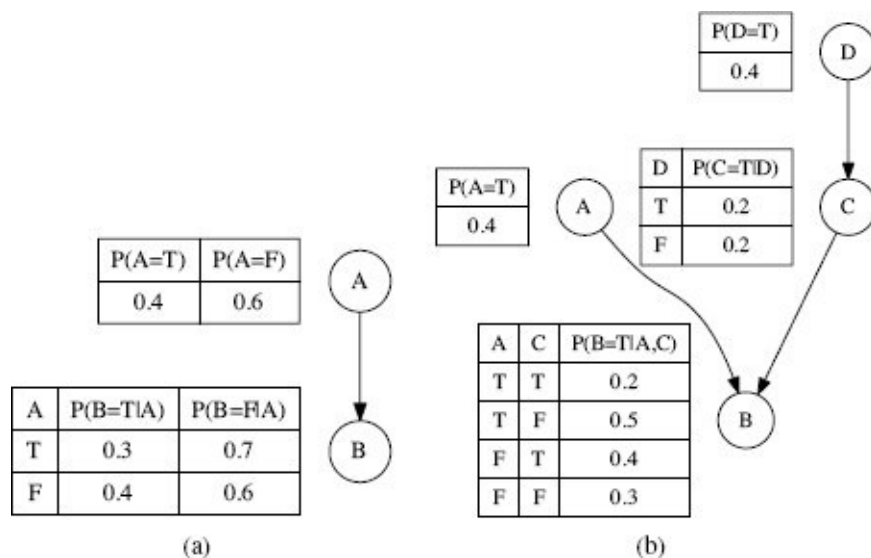 P(D=T)
0.4
D
P(A=T)
0.4
A
D P(C=T|D)
T 0.2
F 0.2
C
P(A=T) P(A=F)
0.4 0.6
A
A P(B=T|A) P(B=F|A)
T 0.3 0.7
F 0.4 0.6
B
A C P(B=T|A,C)
T T 0.2
T F 0.5
F T 0.4
F F 0.3
B
(a)
(b)